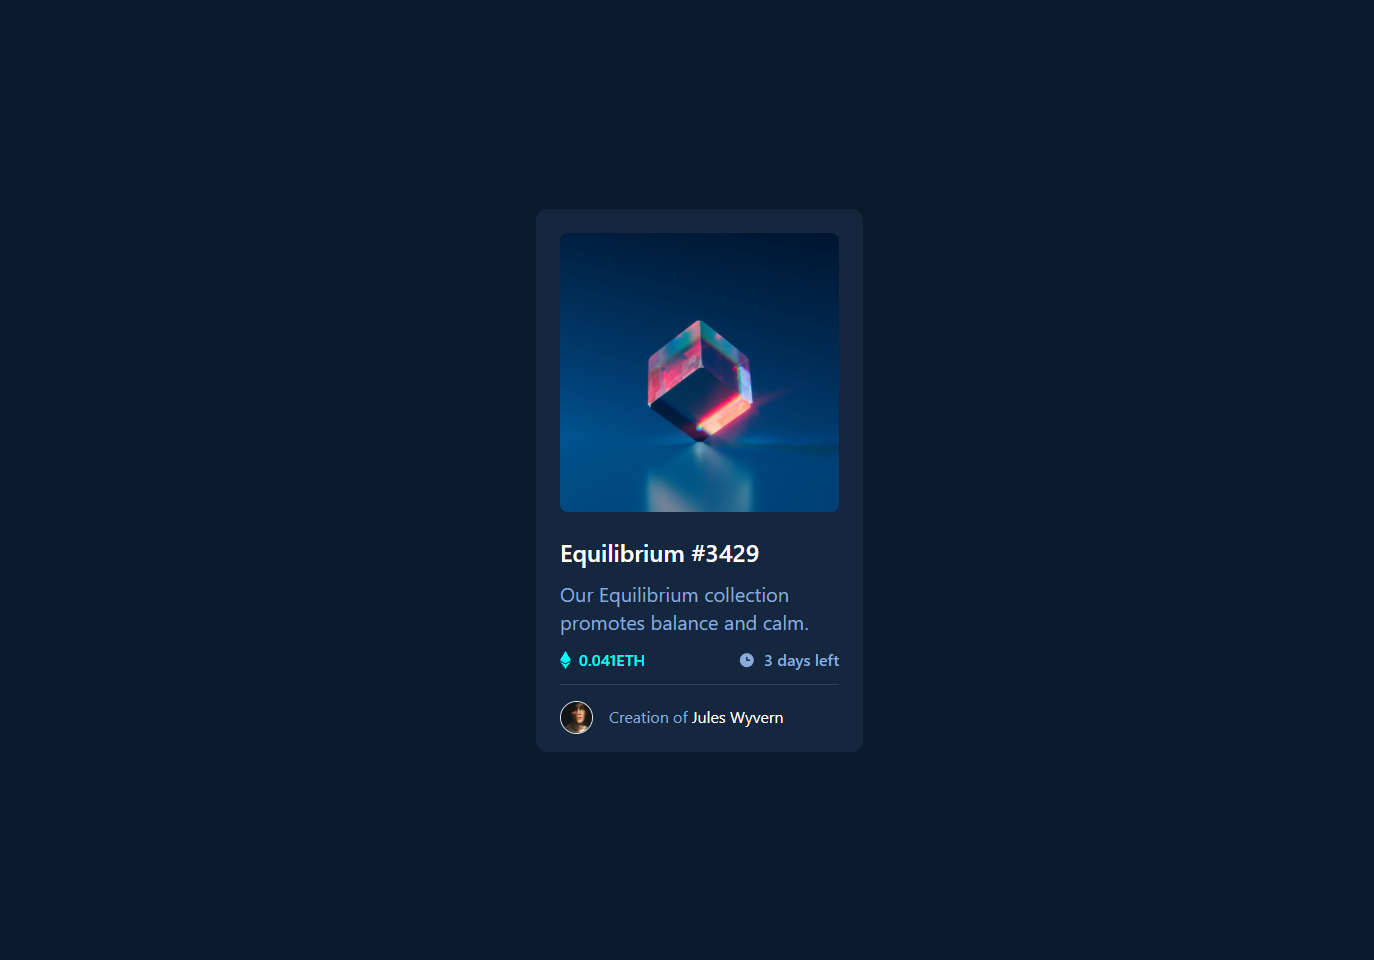 Equilibrium #3429
Our Equilibrium collection
promotes balance and calm.
0.041ETH
3 days left
Creation of Jules Wyvern